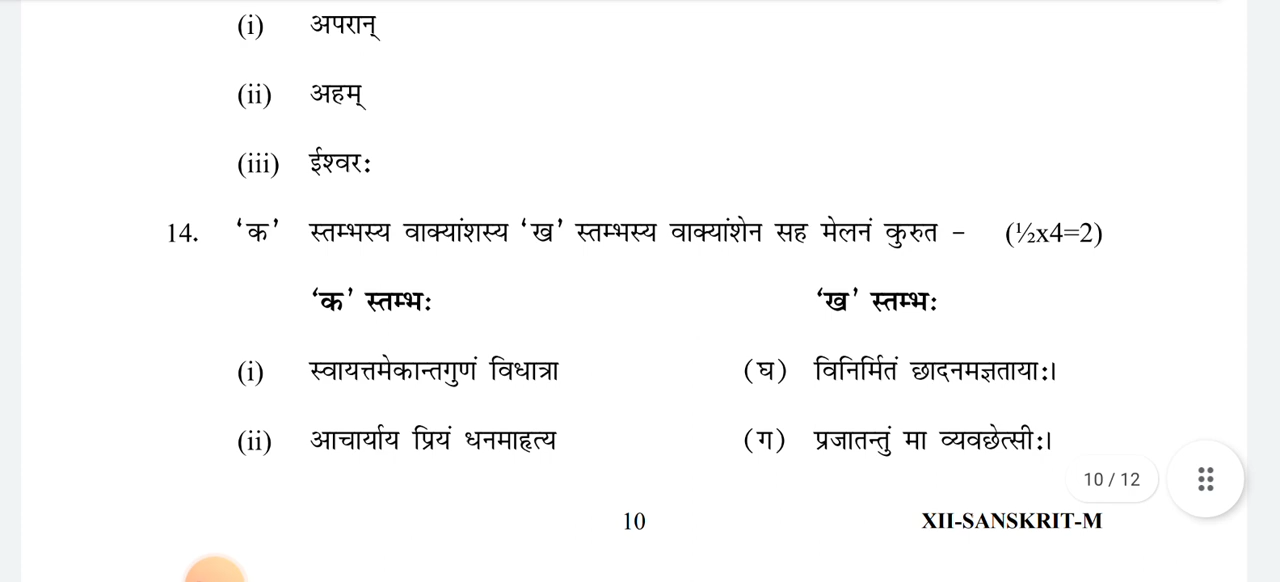 (i) अपरान्
(ii) अहम्
(iii) ईश्वरः
14. ‘क’ स्तम्भस्य वाक्यांशस्य ‘ख’ स्तम्भस्य वाक्यांशेन सह मेलनं कुरुत – (½x4=2)
‘क’ स्तम्भः ‘ख’ स्तम्भः
(i) स्वायत्तमेकान्तगुणं विधात्रा (घ) विनिर्मितं छादनमज्ञतायाः।
(ii) आचार्याय प्रियं धनमाहृत्य (ग) प्रजातन्तुं मा व्यवछेत्सीः।
10 / 12
10 XII-SANSKRIT-M